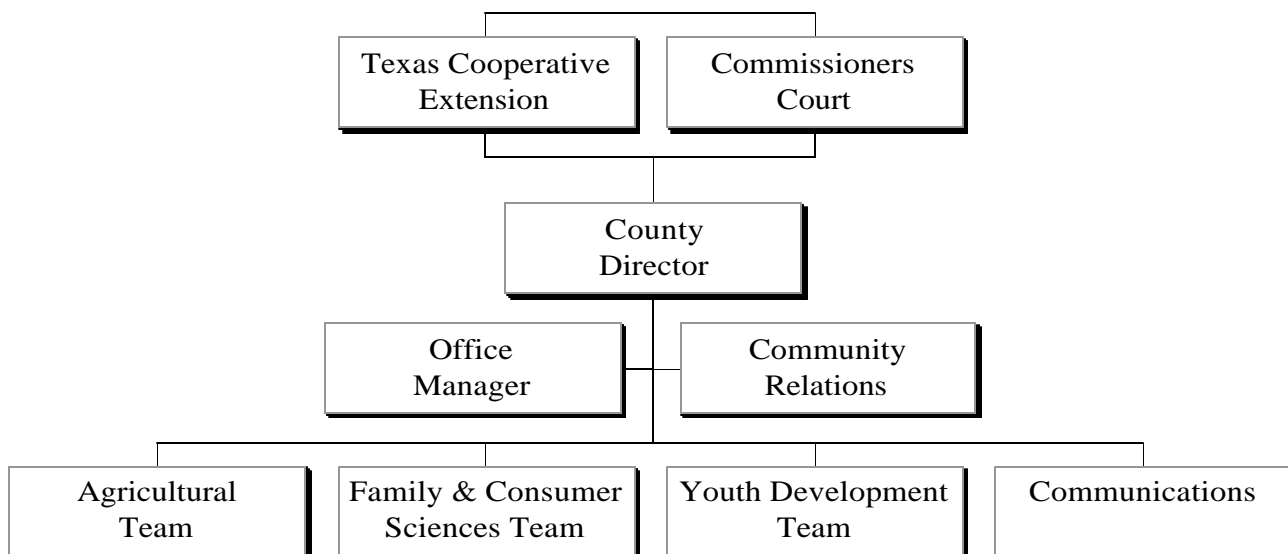 Texas Cooperative
Extension
Commissioners
Court
County
Director
Office
Manager
Community
Relations
Agricultural
Team
Family & Consumer
Sciences Team
Youth Development
Team
Communications